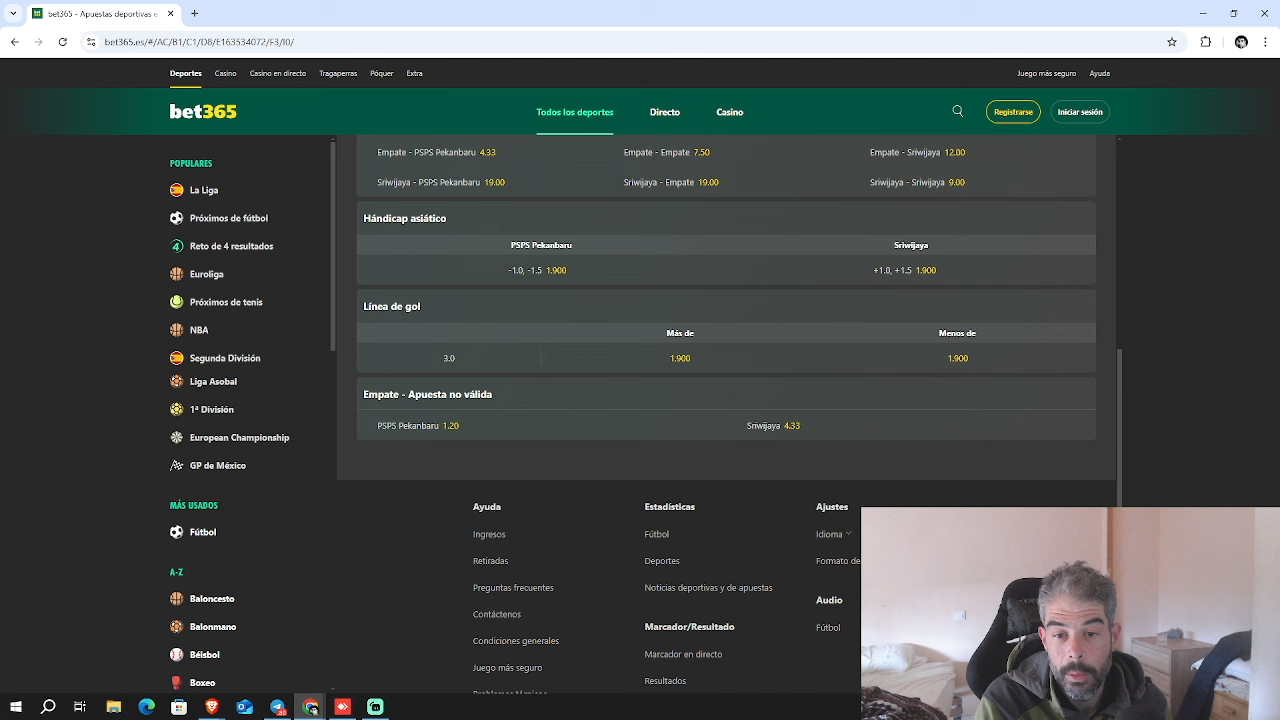 bet365 - Apuestas deportivas e
bet365.es/#/AC/B1/C1/D8/E163534072/F3/I0/
Deportes Casino Casino en directo Tragaperras Póquer Extra Juego más seguro Ayuda
bet365 Todos los deportes Directo Casino Registrarse Iniciar sesión
POPULARES
La Liga
Próximos de fútbol
4 Reto de 4 resultados
Euroliga
Próximos de tenis
NBA
Segunda División
Liga Asobal
1ª División
European Championship
GP de México
MÁS USADOS
Fútbol
A-Z
Baloncesto
Balonmano
Béisbol
Boxeo
Empate - PSPS Pekanbaru 4.33 Empate - Empate 7.50 Empate - Sriwijaya 12.00
Sriwijaya - PSPS Pekanbaru 19.00 Sriwijaya - Empate 19.00 Sriwijaya - Sriwijaya 9.00
Hándicap asiático
PSPS Pekanbaru Sriwijaya
-1.0, -1.5 1.900 +1.0, +1.5 1.900
Línea de gol
Más de Menos de
3.0 1.900 1.900
Empate - Apuesta no válida
PSPS Pekanbaru 1.20 Sriwijaya 4.33
Ayuda
Ingresos
Retiradas
Preguntas frecuentes
Contáctenos
Condiciones generales
Juego más seguro
Estadísticas
Fútbol
Deportes
Noticias deportivas y de apuestas
Marcador/Resultado
Marcador en directo
Resultados
Ajustes
Idioma
Formato de
Audio
Fútbol